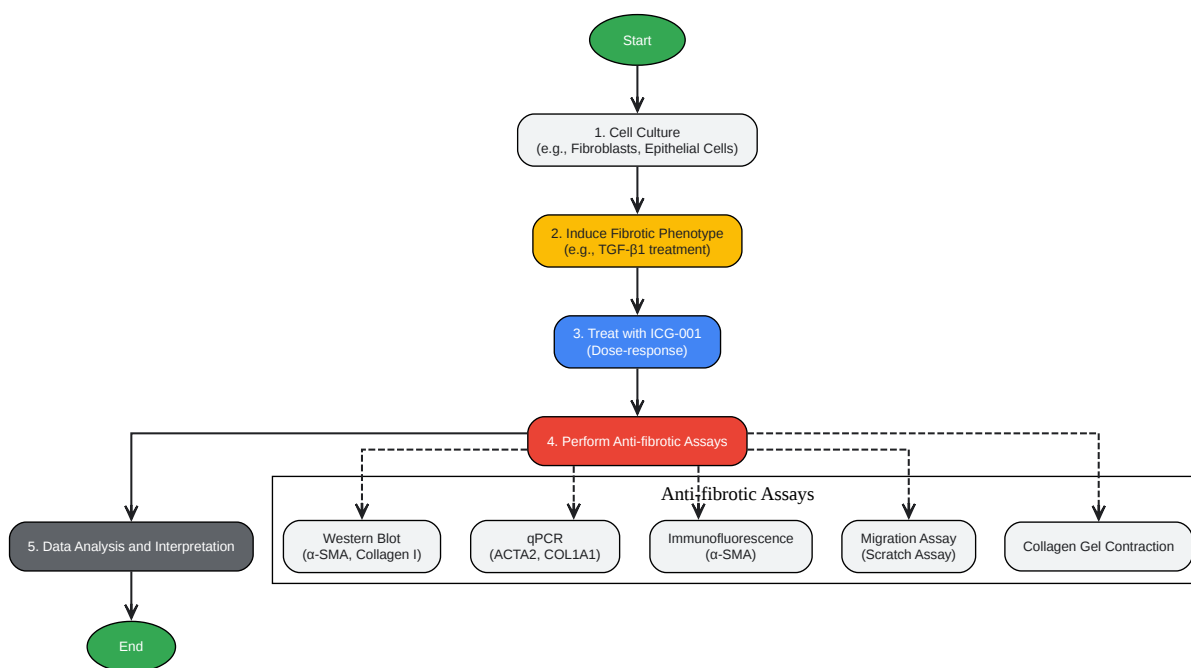 Start
1. Cell Culture
(e.g., Fibroblasts, Epithelial Cells)
2. Induce Fibrotic Phenotype
(e.g., TGF-β1 treatment)
3. Treat with ICG-001
(Dose-response)
4. Perform Anti-fibrotic Assays
Anti-fibrotic Assays
5. Data Analysis and Interpretation
Western Blot
(α-SMA, Collagen I)
qPCR
(ACTA2, COL1A1)
Immunofluorescence
(α-SMA)
Migration Assay
(Scratch Assay)
Collagen Gel Contraction
End